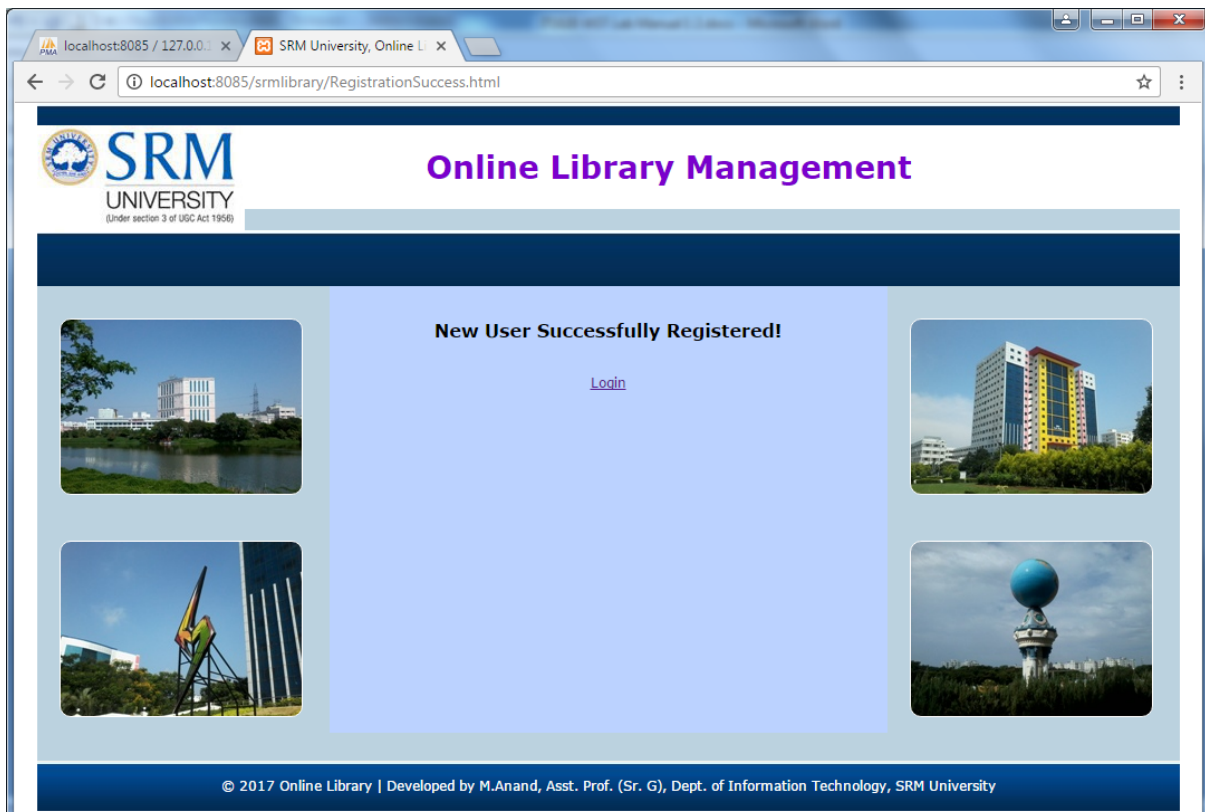 localhost:8085 / 127.0.0.1
SRM University, Online Li
localhost:8085/srmlibrary/RegistrationSuccess.html
SRM
UNIVERSITY
(Under section 3 of UGC Act 1956)
Online Library Management
New User Successfully Registered!
Login
© 2017 Online Library | Developed by M.Anand, Asst. Prof. (Sr. G), Dept. of Information Technology, SRM University